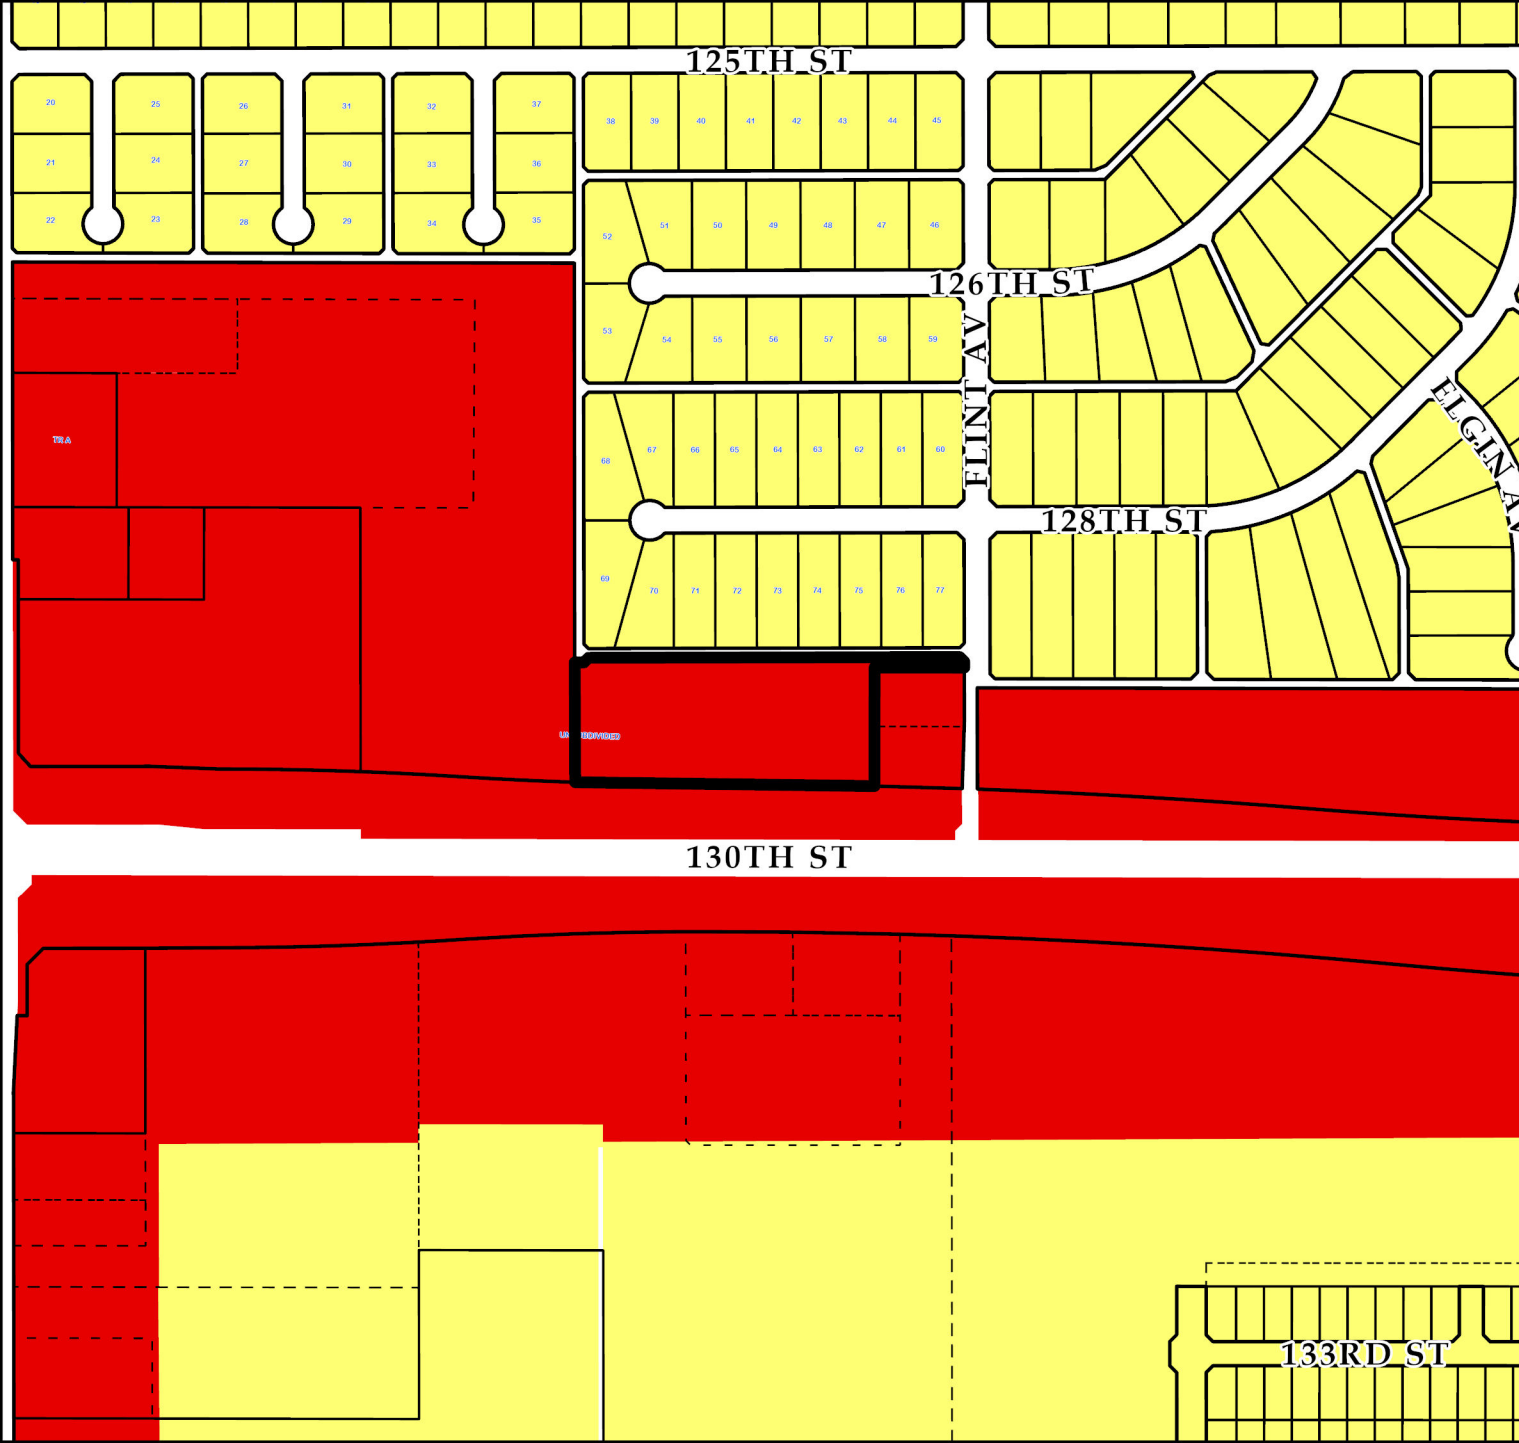 125TH ST
20 25 26 31 32 37
38 39 40 41 42 43 44 45
21 24 27 30 33 36
22 23 28 29 34 35
52 51 50 49 48 47 46
126TH ST
53 54 55 56 57 58 59
FLINT AV
ELGIN AV
TR A
68 67 66 65 64 63 62 61 60
128TH ST
69 70 71 72 73 74 75 76 77
UNSUBDIVIDED
130TH ST
133RD ST